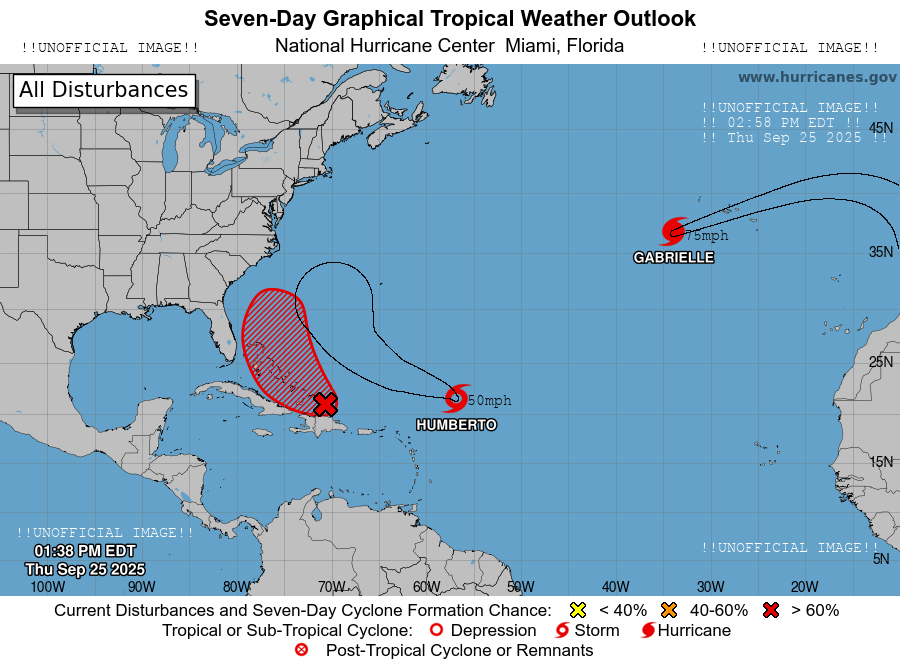 Seven-Day Graphical Tropical Weather Outlook
!!UNOFFICIAL IMAGE!! National Hurricane Center Miami, Florida !!UNOFFICIAL IMAGE!!
All Disturbances
www.hurricanes.gov
!!UNOFFICIAL IMAGE!!
!! 02:58 PM EDT !!
!! Thu Sep 25 2025 !!
45N
75mph
GABRIELLE
35N
25N
50mph
HUMBERTO
15N
!!UNOFFICIAL IMAGE!!
01:38 PM EDT
Thu Sep 25 2025
!!UNOFFICIAL IMAGE!!
5N
100W 90W 80W 70W 60W 50W 40W 30W 20W
Current Disturbances and Seven-Day Cyclone Formation Chance: < 40% 40-60% > 60%
Tropical or Sub-Tropical Cyclone: Depression Storm Hurricane
Post-Tropical Cyclone or Remnants